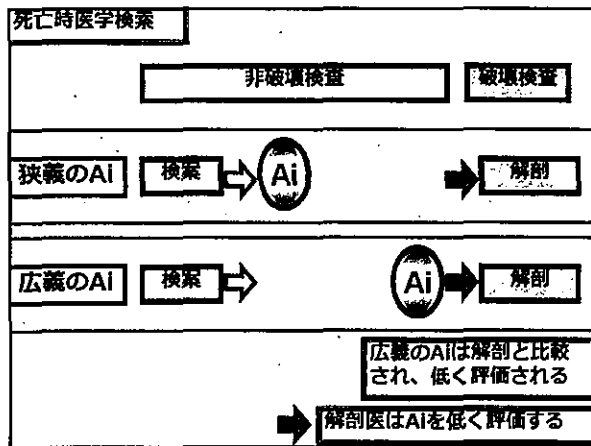 死亡時医学検索
非破壊検査
破壊検査
狭義のAi
検案
Ai
解剖
広義のAi
検案
Ai
解剖
広義のAiは解剖と比較
され、低く評価される
解剖医はAiを低く評価する